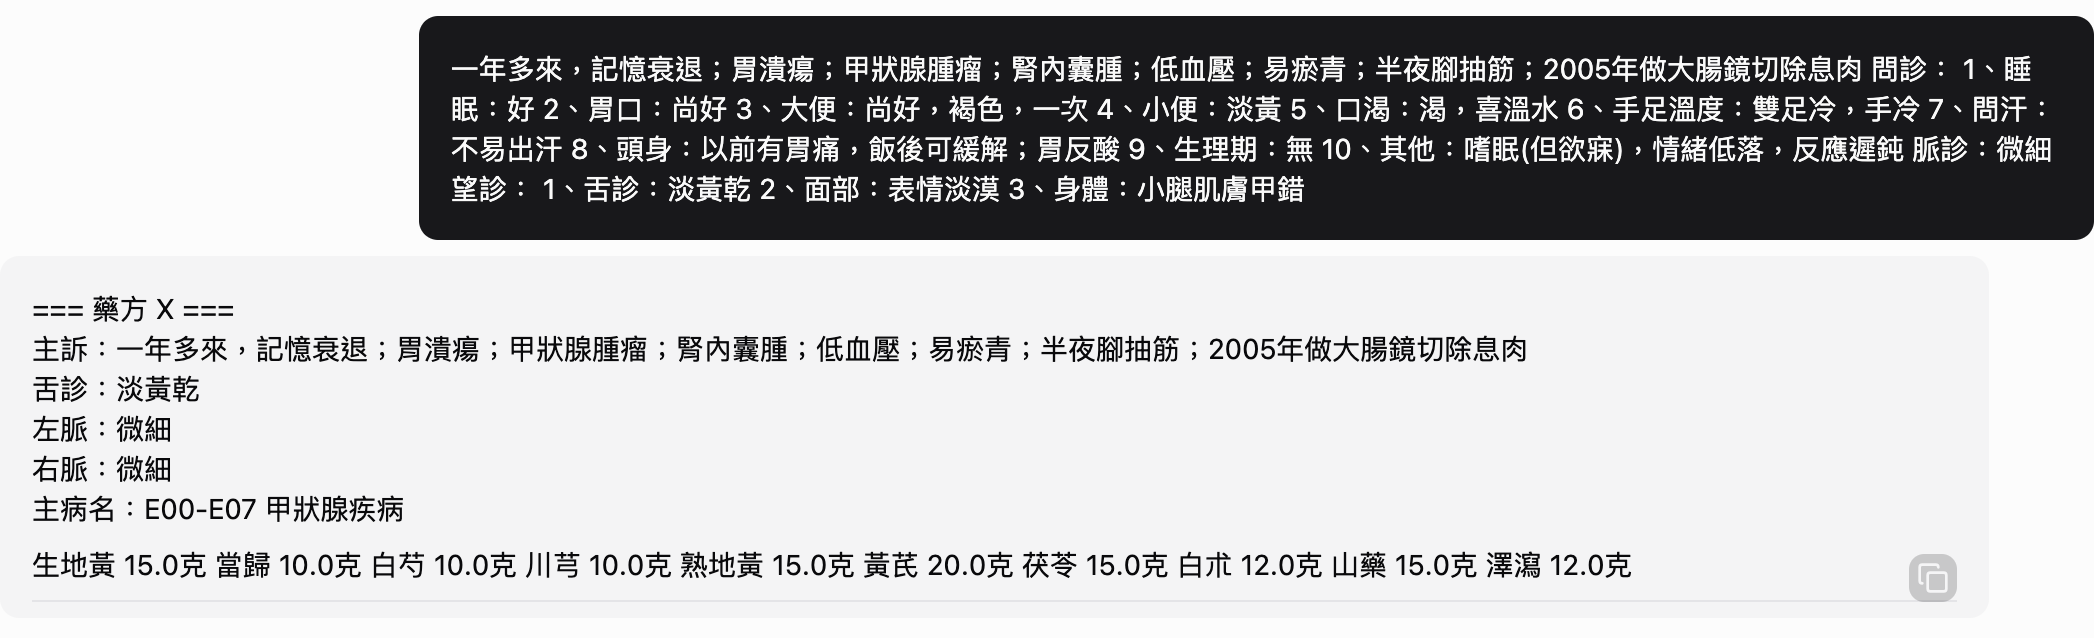 一年多來，記憶衰退；胃潰瘍；甲狀腺腫瘤；腎內囊腫；低血壓；易瘀青；半夜腳抽筋；2005年做大腸鏡切除息肉 問診： 1、睡
眠：好 2、胃口：尚好 3、大便：尚好，褐色，一次 4、小便：淡黃 5、口渴：渴，喜溫水 6、手足溫度：雙足冷，手冷 7、問汗：
不易出汗 8、頭身：以前有胃痛，飯後可緩解；胃反酸 9、生理期：無 10、其他：嗜眠(但欲寐)，情緒低落，反應遲鈍 脈診：微細
望診： 1、舌診：淡黃乾 2、面部：表情淡漠 3、身體：小腿肌膚甲錯
=== 藥方 X ===
主訴：一年多來，記憶衰退；胃潰瘍；甲狀腺腫瘤；腎內囊腫；低血壓；易瘀青；半夜腳抽筋；2005年做大腸鏡切除息肉
舌診：淡黃乾
左脈：微細
右脈：微細
主病名：E00-E07 甲狀腺疾病
生地黃 15.0克 當歸 10.0克 白芍 10.0克 川芎 10.0克 熟地黃 15.0克 黃芪 20.0克 茯苓 15.0克 白朮 12.0克 山藥 15.0克 澤瀉 12.0克